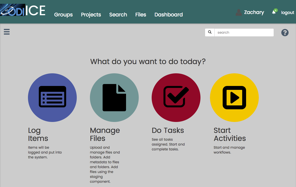 CODICE
Groups Projects Search Files Dashboard Zachary logout
search
What do you want to do today?
Log
Items
Items will be
logged and put into
the system.
Manage
Files
Upload and
manage files and
folders. Add
metadata to files
and folders. Add
files using the
staging
component.
Do Tasks
See all tasks
assigned. Start and
complete tasks.
Start
Activities
Start and manage
workflows.